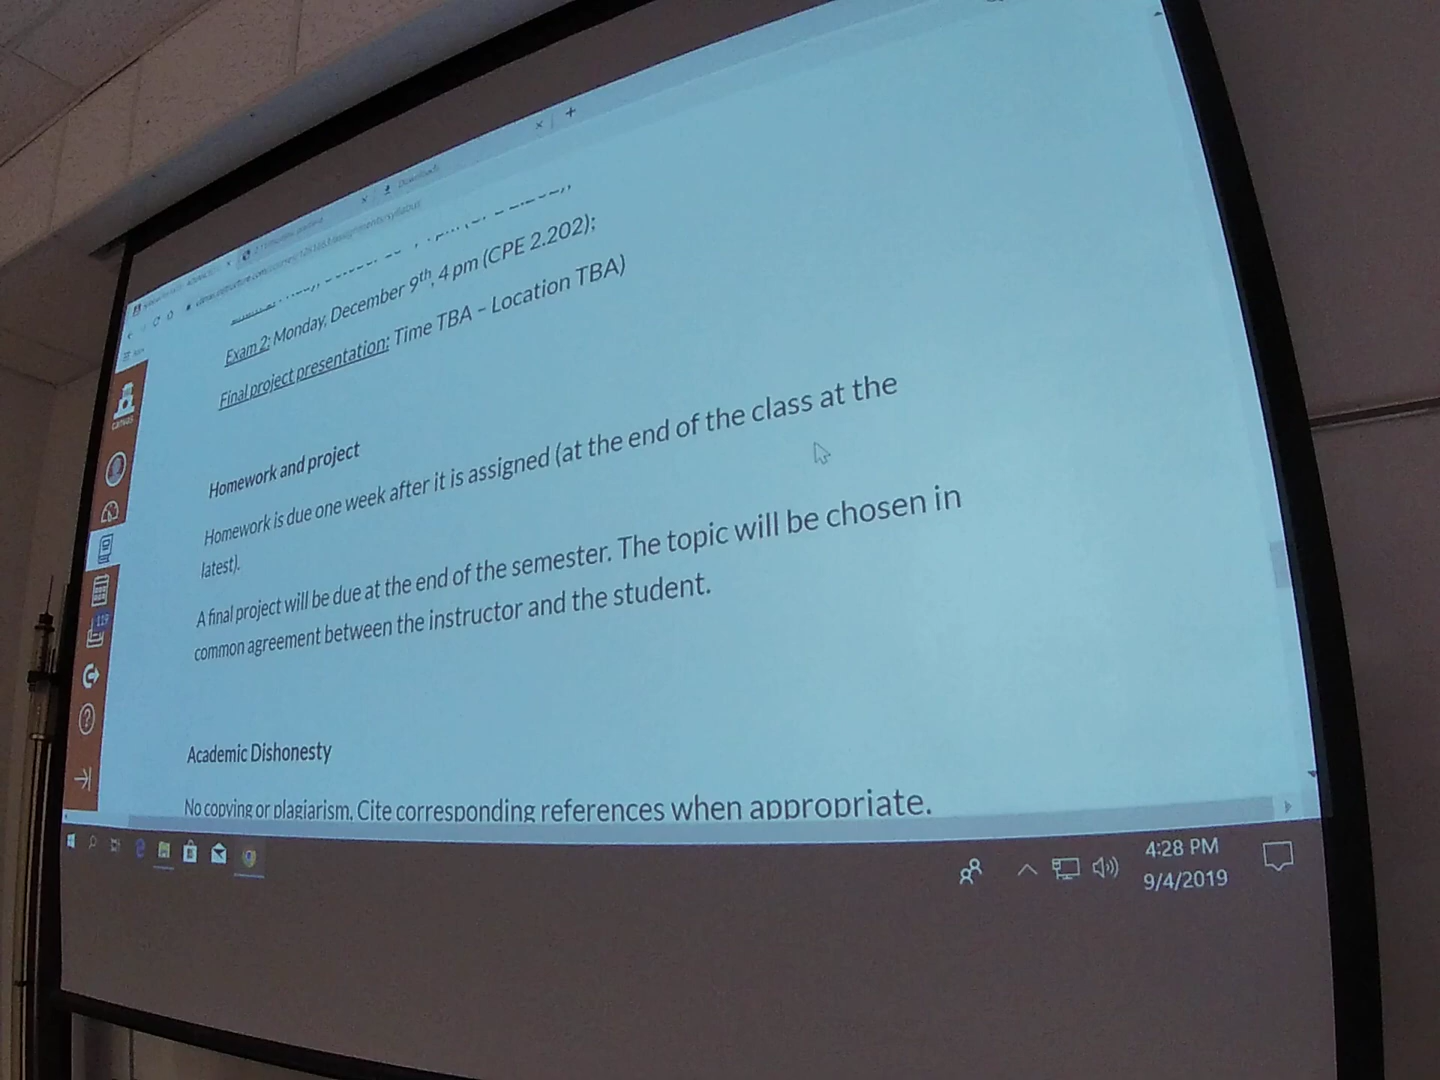 Downloads
Exam 2: Monday, December 9th, 4 pm (CPE 2.202);
Final project presentation: Time TBA – Location TBA)
Homework and project
Homework is due one week after it is assigned (at the end of the class at the
latest).
A final project will be due at the end of the semester. The topic will be chosen in
common agreement between the instructor and the student.
Academic Dishonesty
No copying or plagiarism. Cite corresponding references when appropriate.
canvas
119
4:28 PM
9/4/2019